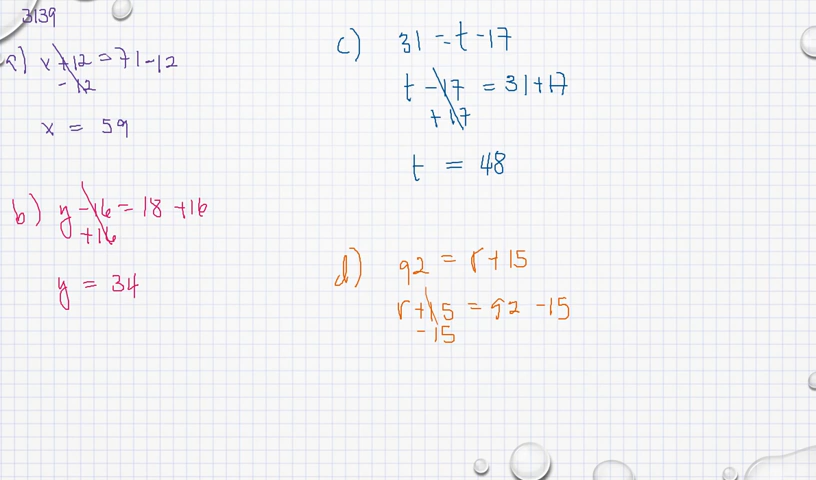 3139
a) x + 12 = 71 - 12
- 12
x = 59
b) y - 16 = 18 + 16
+ 16
y = 34
c) 31 = t - 17
t - 17 = 31 + 17
+ 17
t = 48
d) 92 = r + 15
r + 15 = 92 - 15
- 15